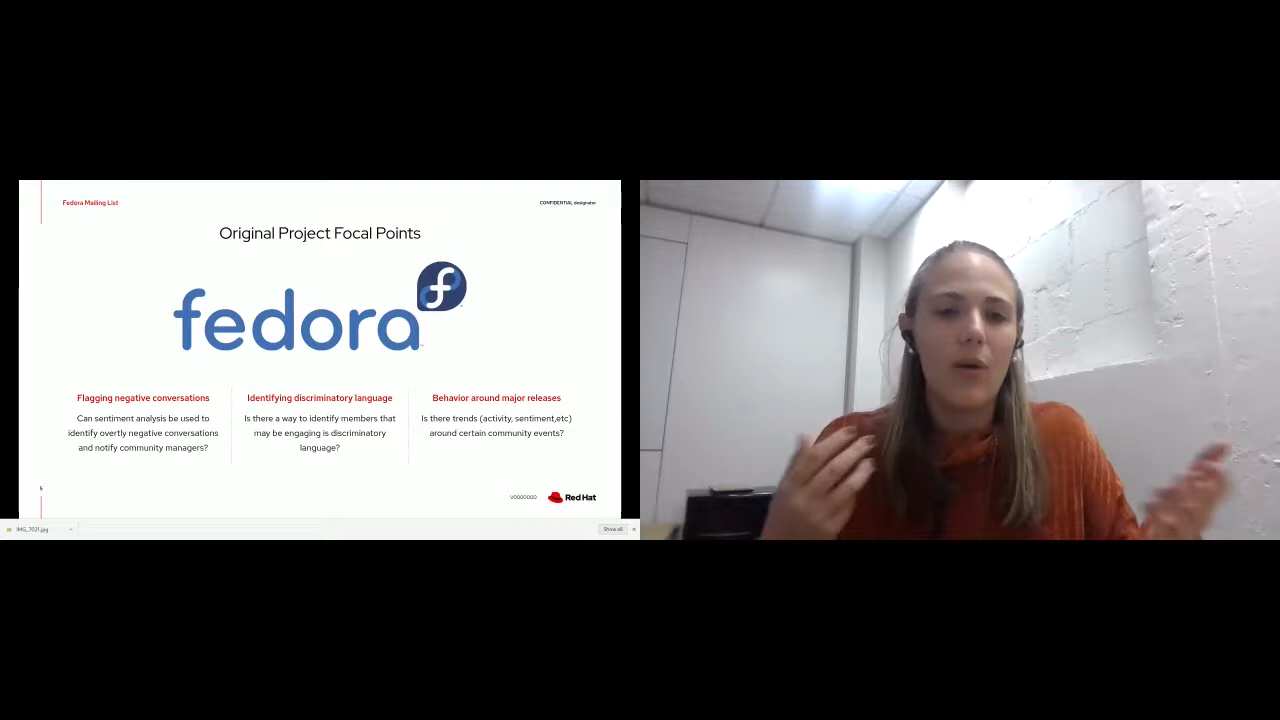 Fedora Mailing List
CONFIDENTIAL designator
Original Project Focal Points
fedora
Flagging negative conversations
Can sentiment analysis be used to
identify overtly negative conversations
and notify community managers?
Identifying discriminatory language
Is there a way to identify members that
may be engaging is discriminatory
language?
Behavior around major releases
Is there trends (activity, sentiment,etc)
around certain community events?
5
V0000000
Red Hat
IMG_7021.jpg
Show all